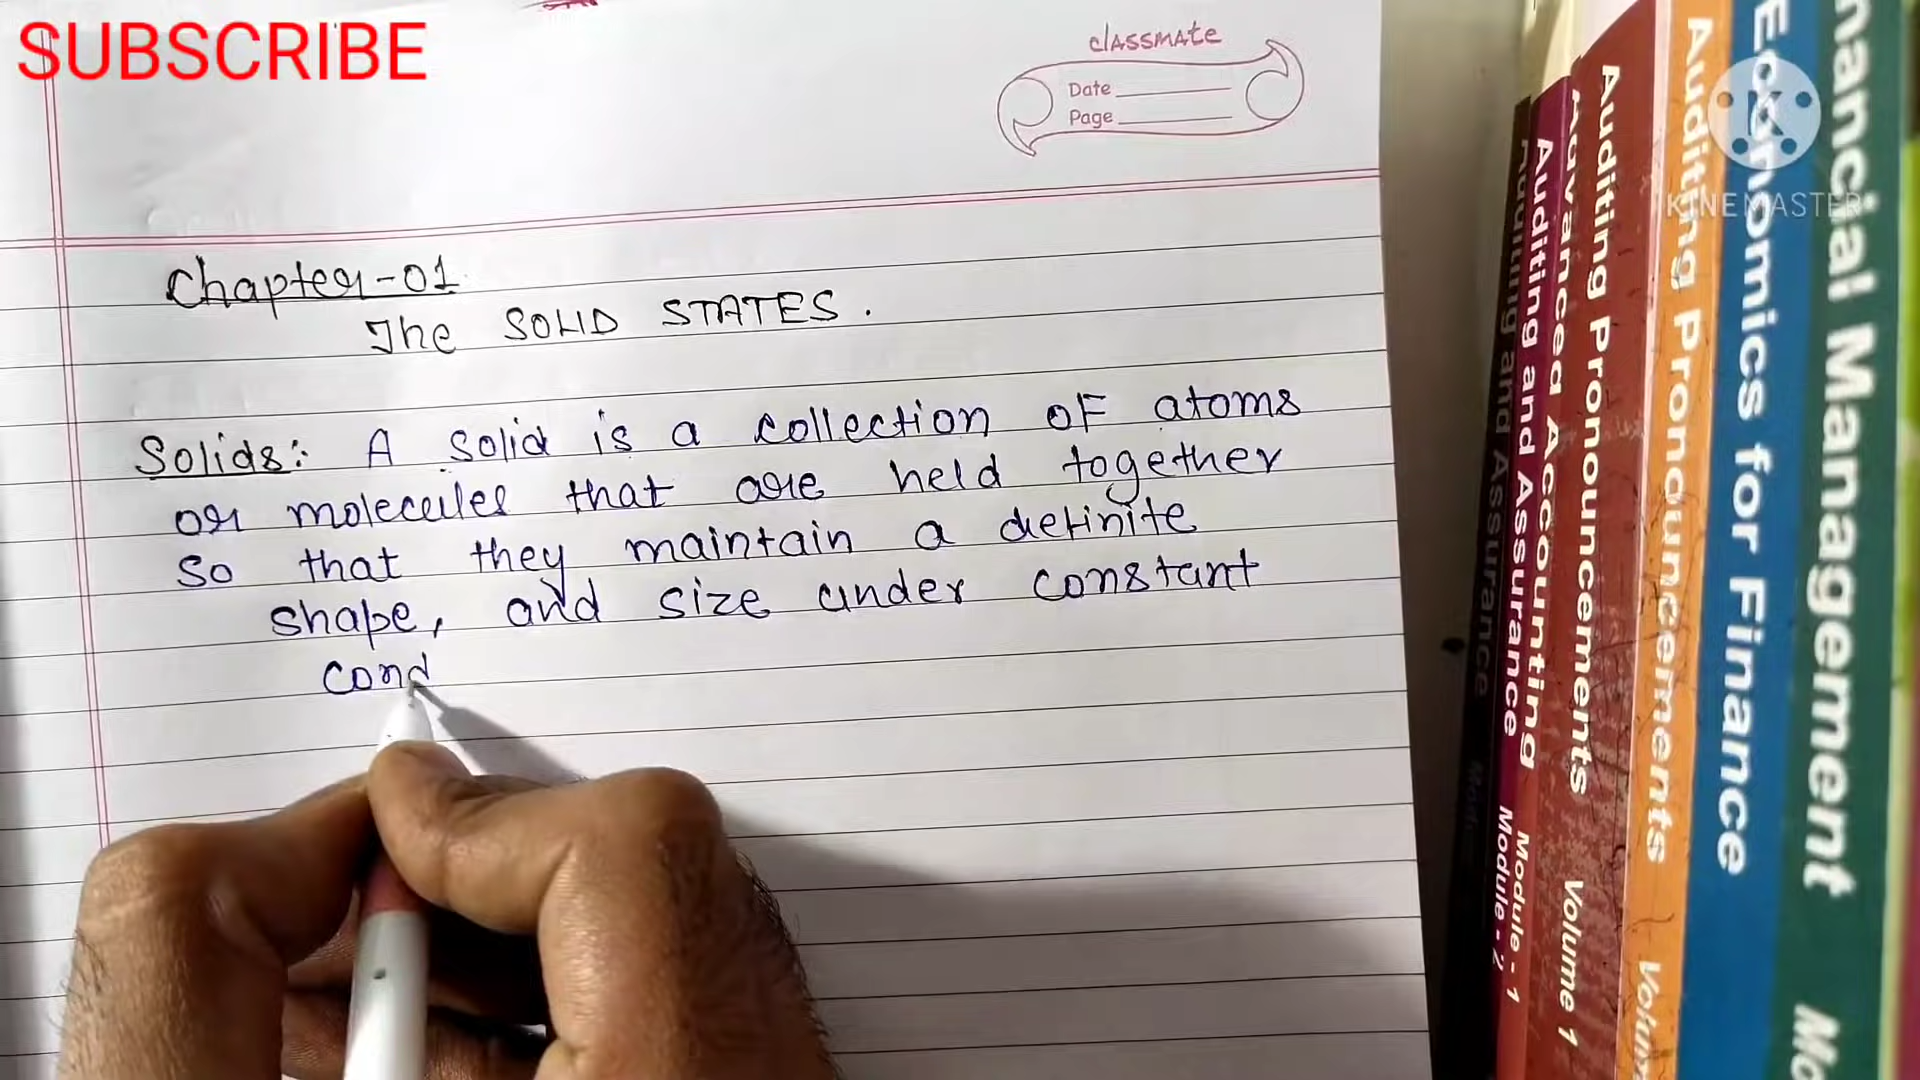 SUBSCRIBE
classmate
Date
Page
Chapter-01
The SOLID STATES.
Solids: A solid is a collection of atoms
or molecules that are held together
so that they maintain a definite
shape, and size under constant
cond
Auditing and Assurance Module - 2
Auditing and Assurance Module - 1
Advanced Accounting
Auditing Pronouncements Volume 1
Auditing Pronouncements
Economics for Finance
Financial Management
KINEMASTER